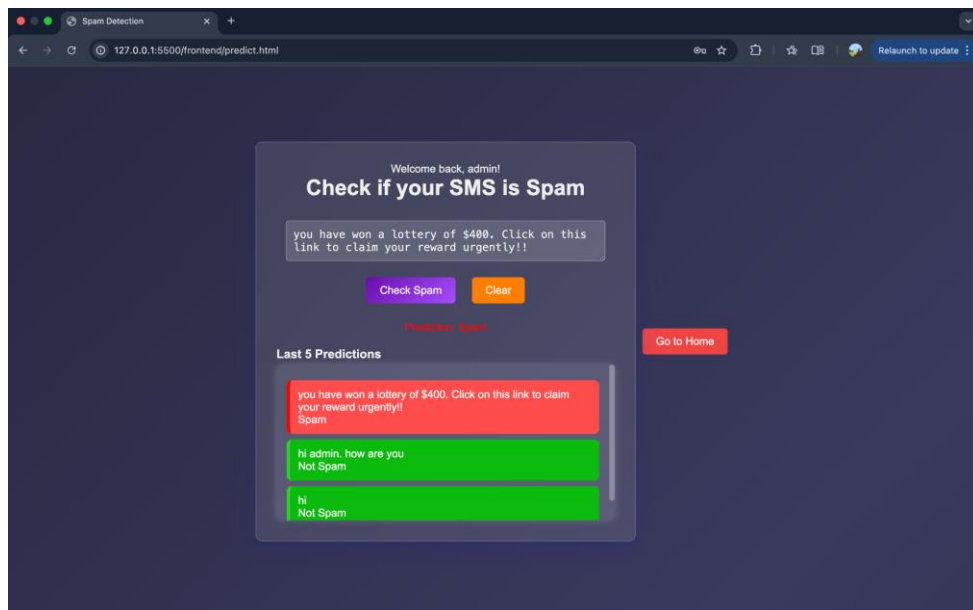 Spam Detection
127.0.0.1:5500/frontend/predict.html
Relaunch to update
Welcome back, admin!
Check if your SMS is Spam
you have won a lottery of $400. Click on this
link to claim your reward urgently!!
Check Spam
Clear
Prediction: Spam
Go to Home
Last 5 Predictions
you have won a lottery of $400. Click on this link to claim
your reward urgently!!
Spam
hi admin. how are you
Not Spam
hi
Not Spam